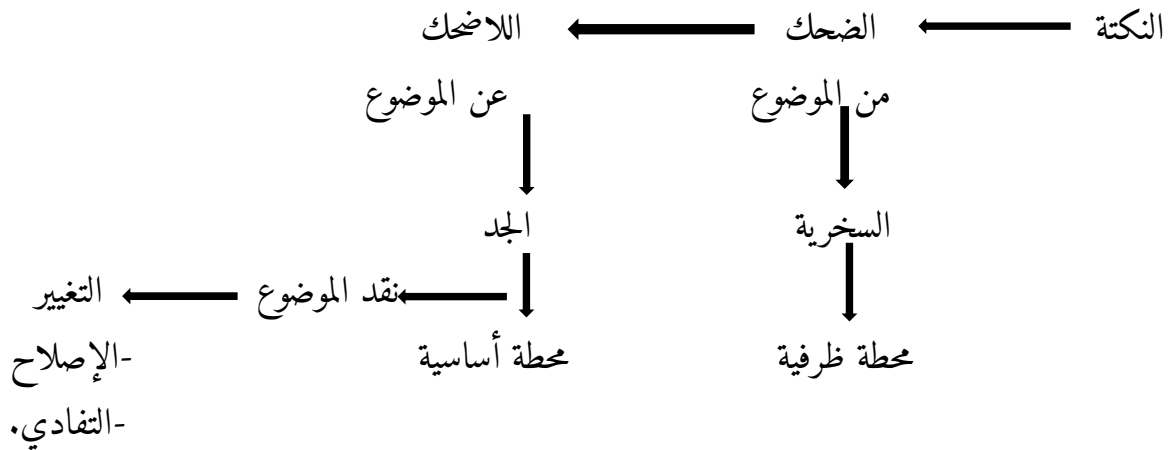 النكتة الضحك اللاضحك
من الموضوع عن الموضوع
السخرية الجد
نقد الموضوع التغيير
محطة ظرفية محطة أساسية -الإصلاح
-التفادي.